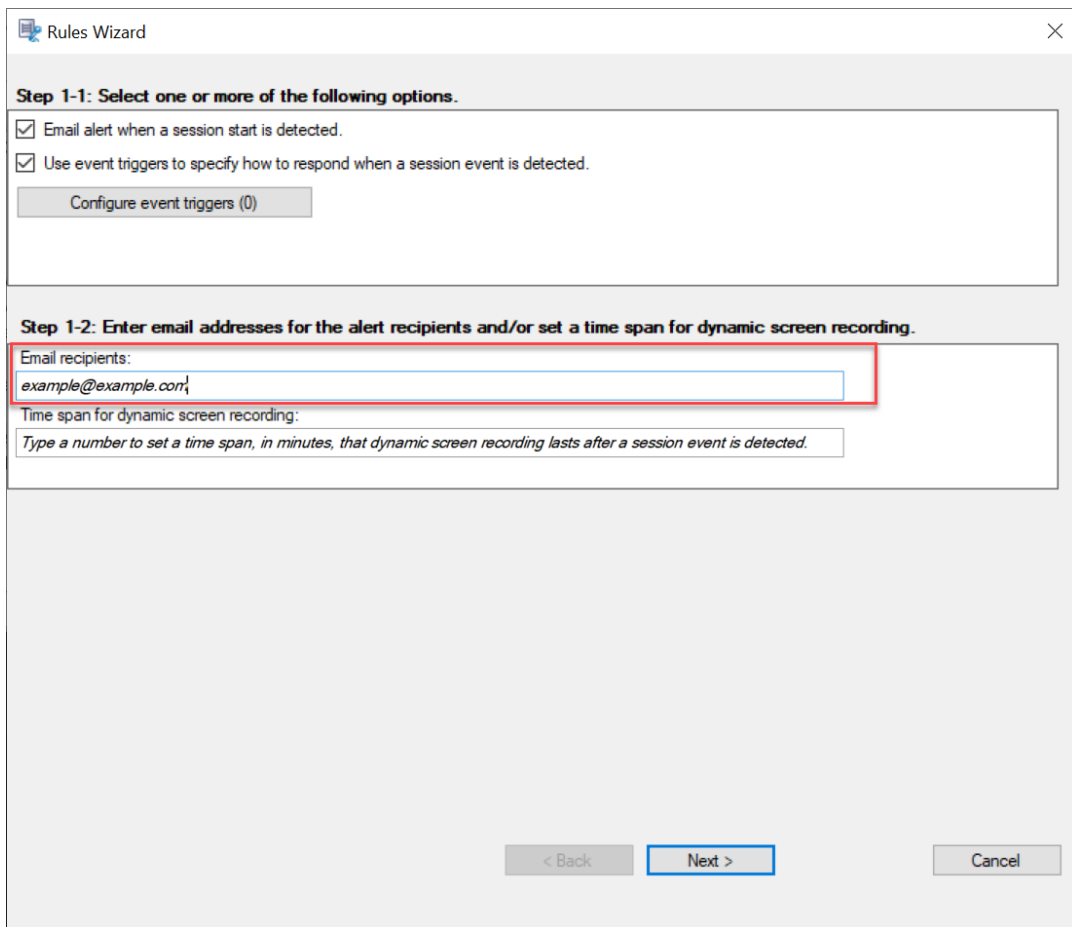 Rules Wizard
Step 1-1: Select one or more of the following options.
Email alert when a session start is detected.
Use event triggers to specify how to respond when a session event is detected.
Configure event triggers (0)
Step 1-2: Enter email addresses for the alert recipients and/or set a time span for dynamic screen recording.
Email recipients:
example@example.com;
Time span for dynamic screen recording:
Type a number to set a time span, in minutes, that dynamic screen recording lasts after a session event is detected.
< Back
Next >
Cancel